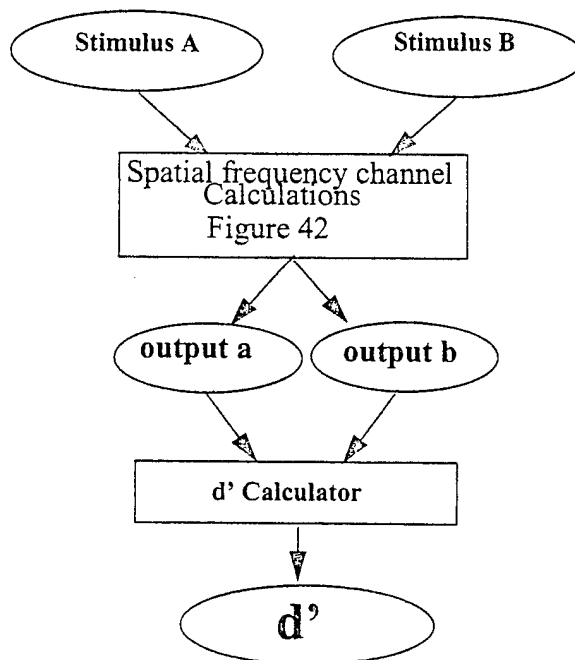 Stimulus A
Stimulus B
Spatial frequency channel
Calculations
Figure 42
output a
output b
d’ Calculator
d’